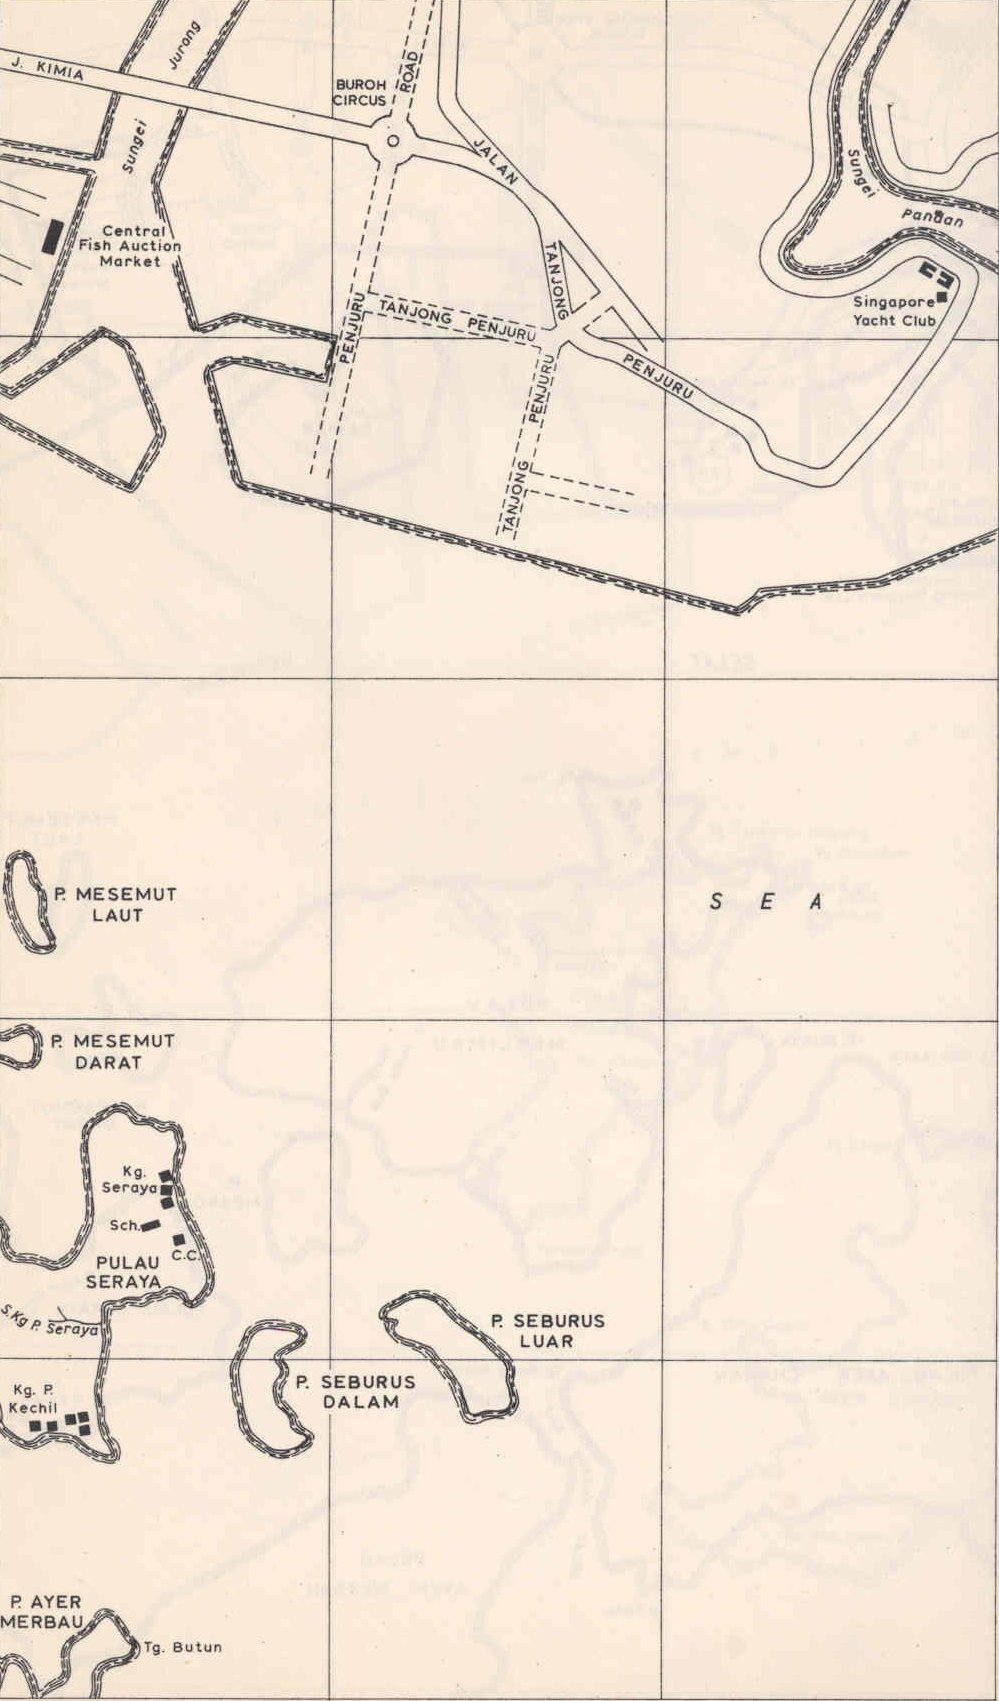 J. KIMIA
Jurong
Sungei
BUROH
CIRCUS
ROAD
JALAN
Sungei
Pandan
Central
Fish Auction
Market
TANJONG
Singapore
Yacht Club
PENJURU
TANJONG PENJURU
PENJURU
PENJURU
TANJONG
P. MESEMUT
LAUT
SEA
P. MESEMUT
DARAT
Kg.
Seraya
Sch.
C.C.
PULAU
SERAYA
S. Kg P. Seraya
P. SEBURUS
LUAR
P. SEBURUS
DALAM
Kg. P.
Kechil
P. AYER
MERBAU
Tg. Butun